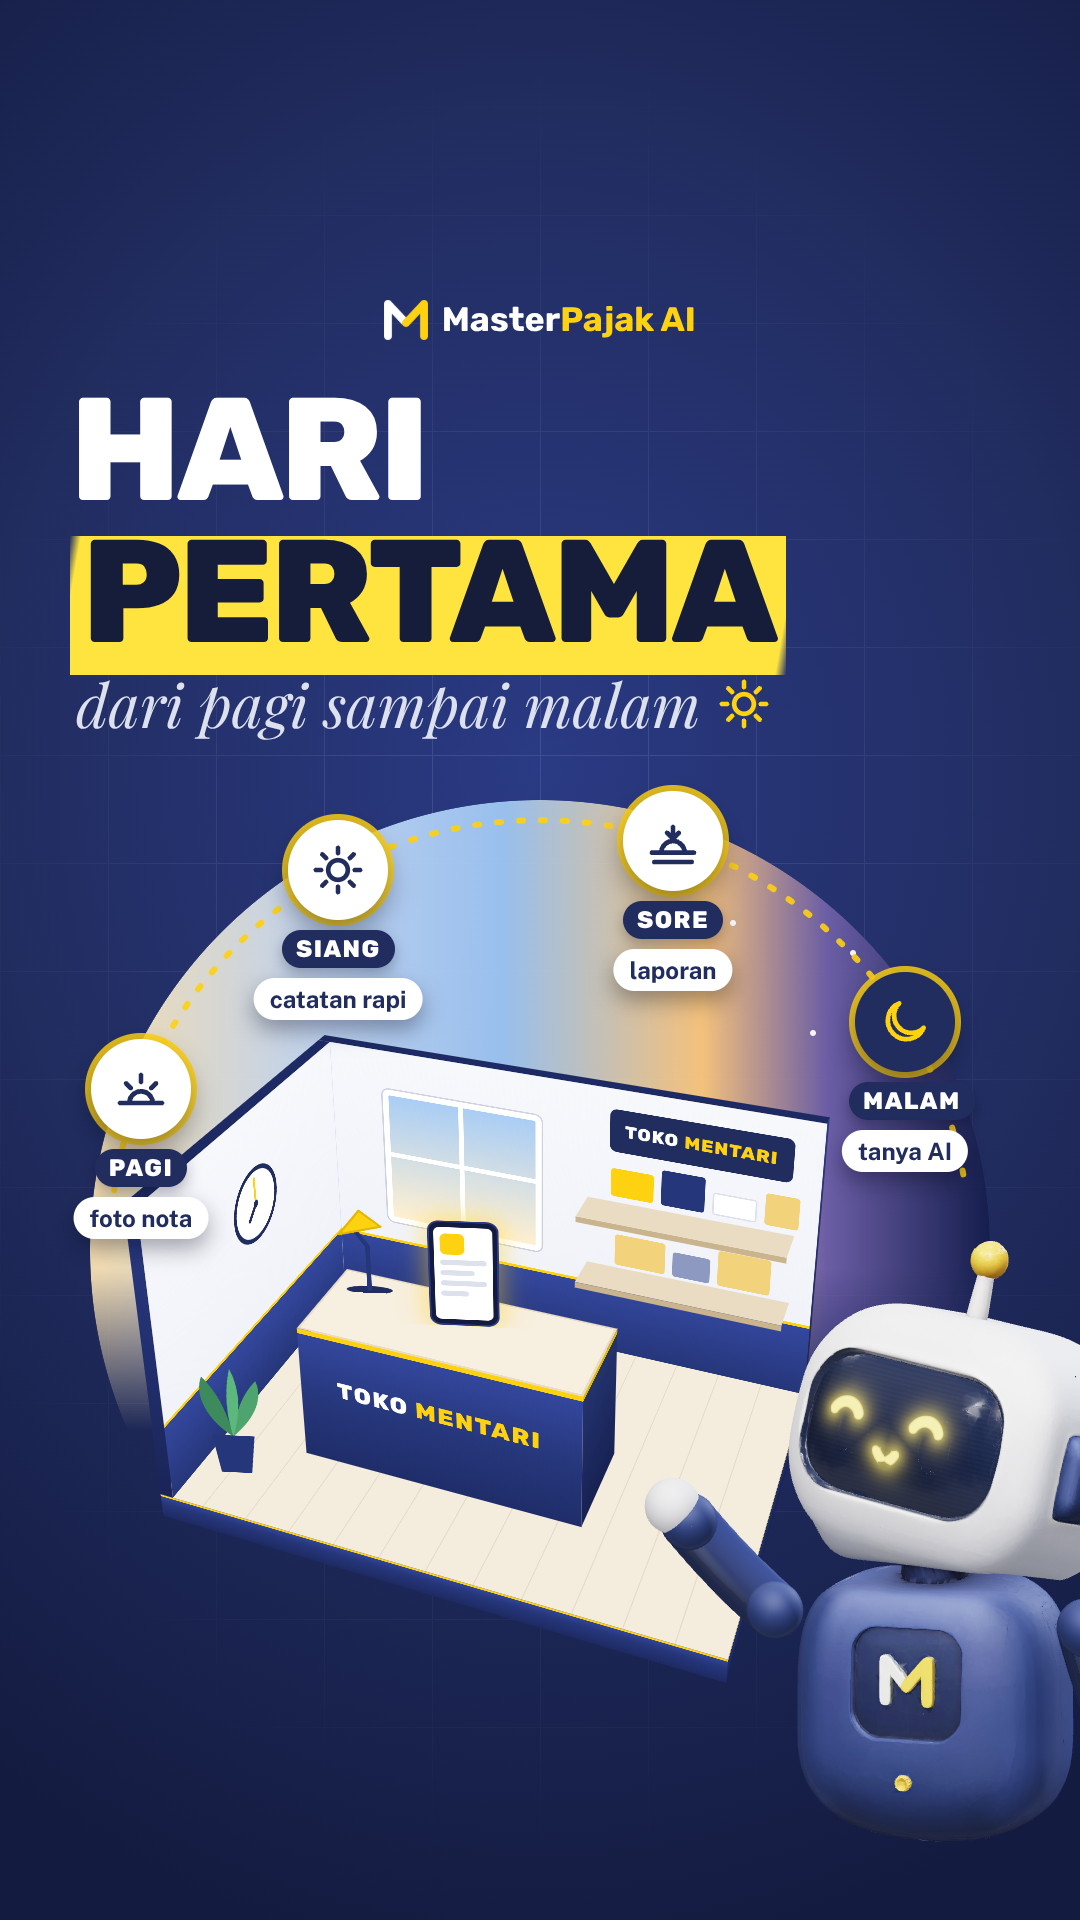 MasterPajak AI
HARI
PERTAMA
dari pagi sampai malam
SORE
laporan
SIANG
catatan rapi
MALAM
tanya AI
PAGI
foto nota
TOKO MENTARI
TOKO MENTARI
M